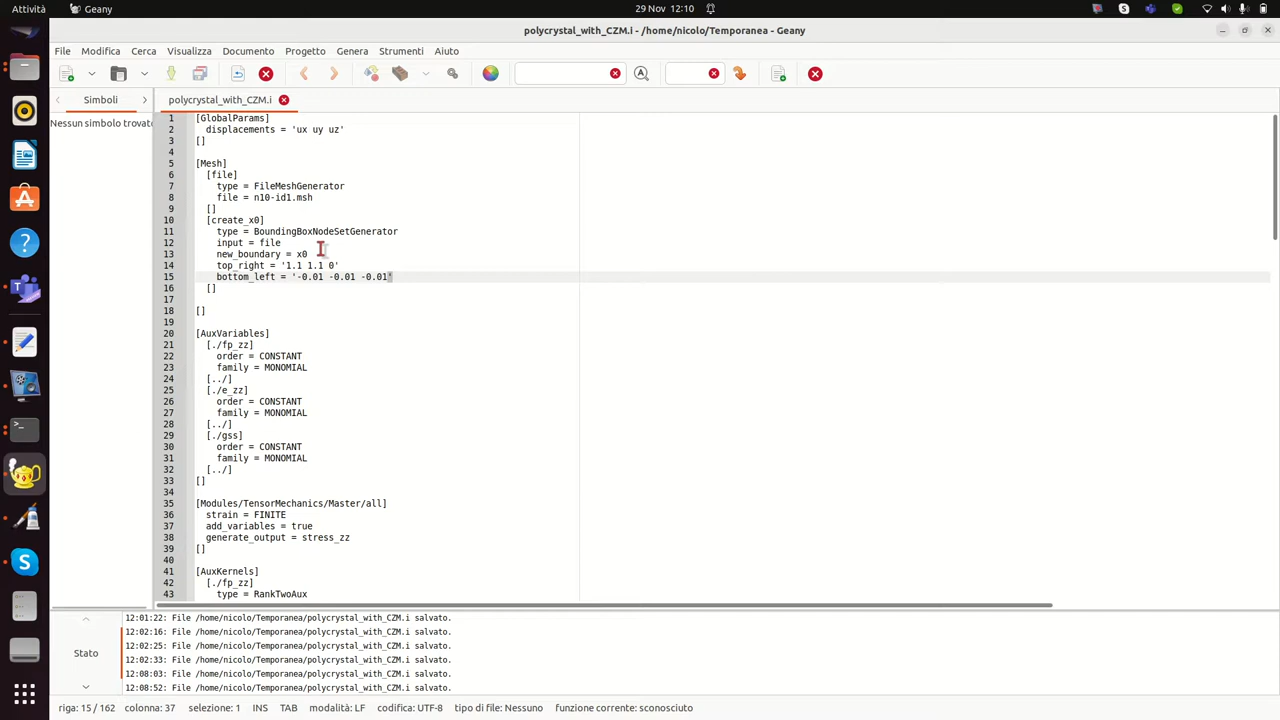 Attività
Geany
29 Nov 12:10
polycrystal_with_CZM.i - /home/nicolo/Temporanea - Geany
File Modifica Cerca Visualizza Documento Progetto Genera Strumenti Aiuto
Simboli
polycrystal_with_CZM.i
Nessun simbolo trovato
1 [GlobalParams]
2 displacements = 'ux uy uz'
3 []
4
5 [Mesh]
6 [file]
7 type = FileMeshGenerator
8 file = n10-id1.msh
9 []
10 [create_x0]
11 type = BoundingBoxNodeSetGenerator
12 input = file
13 new_boundary = x0
14 top_right = '1.1 1.1 0'
15 bottom_left = '-0.01 -0.01 -0.01'
16 []
17
18 []
19
20 [AuxVariables]
21 [./fp_zz]
22 order = CONSTANT
23 family = MONOMIAL
24 [../]
25 [./e_zz]
26 order = CONSTANT
27 family = MONOMIAL
28 [../]
29 [./gss]
30 order = CONSTANT
31 family = MONOMIAL
32 [../]
33 []
34
35 [Modules/TensorMechanics/Master/all]
36 strain = FINITE
37 add_variables = true
38 generate_output = stress_zz
39 []
40
41 [AuxKernels]
42 [./fp_zz]
43 type = RankTwoAux
Stato
12:01:22: File /home/nicolo/Temporanea/polycrystal_with_CZM.i salvato.
12:02:16: File /home/nicolo/Temporanea/polycrystal_with_CZM.i salvato.
12:02:25: File /home/nicolo/Temporanea/polycrystal_with_CZM.i salvato.
12:02:33: File /home/nicolo/Temporanea/polycrystal_with_CZM.i salvato.
12:08:03: File /home/nicolo/Temporanea/polycrystal_with_CZM.i salvato.
12:08:52: File /home/nicolo/Temporanea/polycrystal_with_CZM.i salvato.
riga: 15 / 162 colonna: 37 selezione: 1 INS TAB modalità: LF codifica: UTF-8 tipo di file: Nessuno funzione corrente: sconosciuto